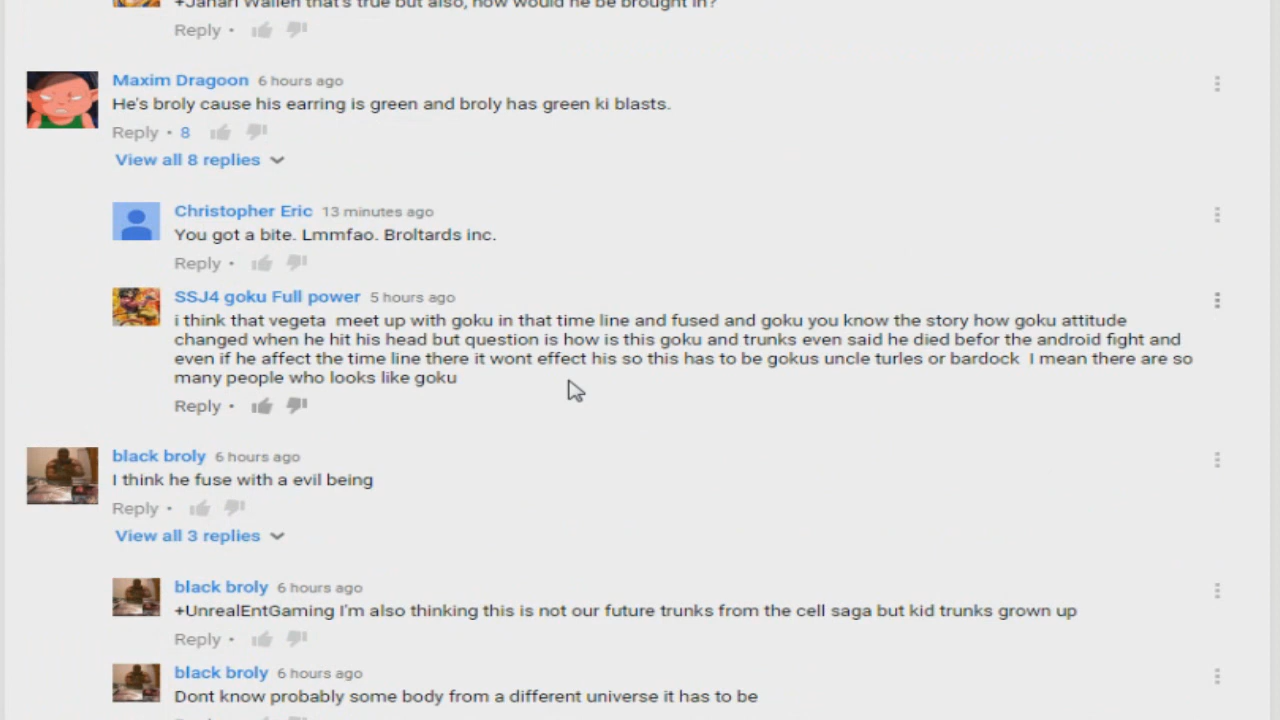 +Jahari Wallen that's true but also, how would he be brought in?
Reply •
Maxim Dragoon 6 hours ago
He's broly cause his earring is green and broly has green ki blasts.
Reply • 8
View all 8 replies
Christopher Eric 13 minutes ago
You got a bite. Lmmfao. Broltards inc.
Reply •
SSJ4 goku Full power 5 hours ago
i think that vegeta  meet up with goku in that time line and fused and goku you know the story how goku attitude
changed when he hit his head but question is how is this goku and trunks even said he died befor the android fight and
even if he affect the time line there it wont effect his so this has to be gokus uncle turles or bardock  I mean there are so
many people who looks like goku
Reply •
black broly 6 hours ago
I think he fuse with a evil being
Reply •
View all 3 replies
black broly 6 hours ago
+UnrealEntGaming I'm also thinking this is not our future trunks from the cell saga but kid trunks grown up
Reply •
black broly 6 hours ago
Dont know probably some body from a different universe it has to be